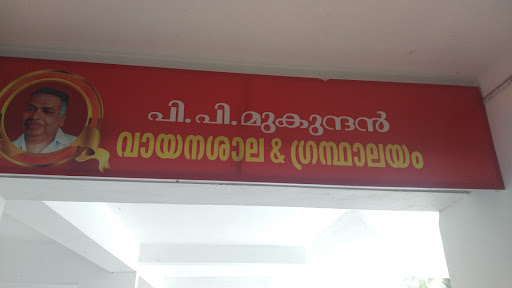 പി.പി.മുകുന്ദൻ
വായനശാല & ഗ്രന്ഥാലയം